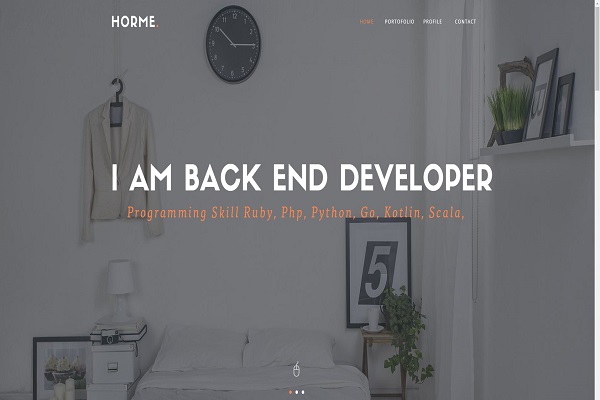 HORME.
HOME PORTOFOLIO PROFILE CONTACT
I AM BACK END DEVELOPER
Programming Skill Ruby, Php, Python, Go, Kotlin, Scala,
5